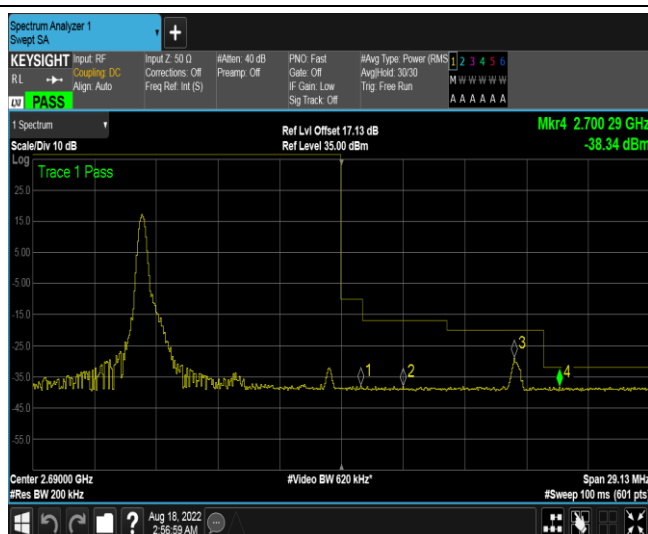 Spectrum Analyzer 1
Swept SA
+
KEYSIGHT
RL
LXI PASS
Input: RF
Coupling: DC
Align: Auto
Input Z: 50 Ω
Corrections: Off
Freq Ref: Int (S)
#Atten: 40 dB
Preamp: Off
PNO: Fast
Gate: Off
IF Gain: Low
Sig Track: Off
#Avg Type: Power (RMS
Avg|Hold: 30/30
Trig: Free Run
1 2 3 4 5 6
M W W W W W
A A A A A A
1 Spectrum
Scale/Div 10 dB
Ref Lvl Offset 17.13 dB
Ref Level 35.00 dBm
Mkr4 2.700 29 GHz
-38.34 dBm
Log
Trace 1 Pass
25.0
15.0
5.00
-5.00
-15.0
-25.0
-35.0
-45.0
-55.0
1
2
3
4
Center 2.69000 GHz
#Res BW 200 kHz
#Video BW 620 kHz*
Span 29.13 MHz
#Sweep 100 ms (601 pts)
?
Aug 18, 2022
2:56:59 AM